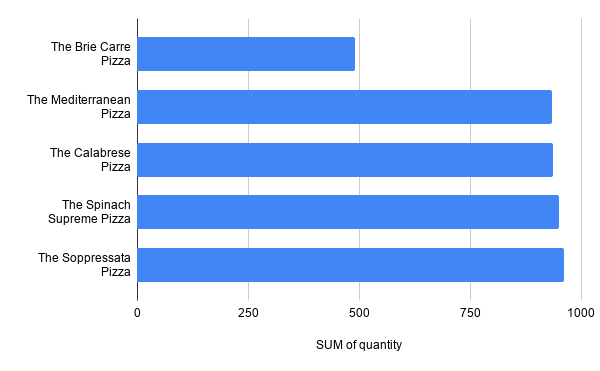 The Brie Carre
Pizza
The Mediterranean
Pizza
The Calabrese
Pizza
The Spinach
Supreme Pizza
The Soppressata
Pizza
0
250
500
750
1000
SUM of quantity